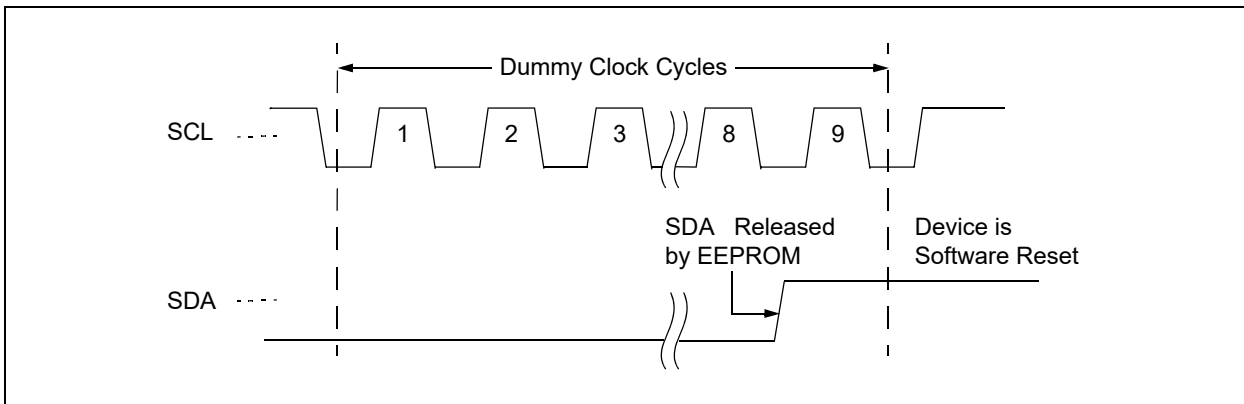 Dummy Clock Cycles
SCL
1 2 3 8 9
SDA Released
by EEPROM
Device is
Software Reset
SDA